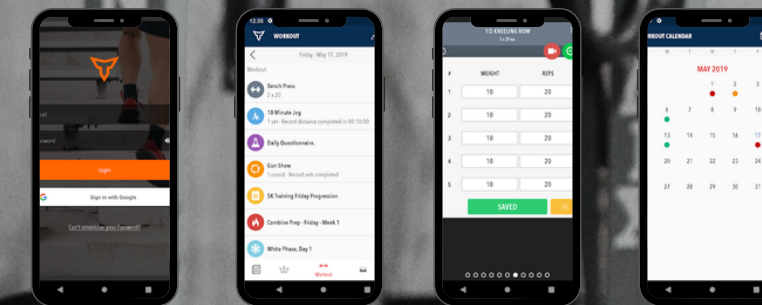 Login
Sign in with Google
Can't remember your Password?
12:35
WORKOUT
Friday - May 17, 2019
Workout
Bench Press
2 x 20
10 Minute Jog
1 set - Record distance completed in 00:10:00
Daily Questionnaire
Gun Show
1 round - Record sets completed
5K Training Friday Progression
Combine Prep - Friday - Week 1
White Phase, Day 1
Workout
1/2 KNEELING ROW
# WEIGHT REPS
1 10 20
2 10 20
3 10 20
4 10 20
5 10 20
SAVED
CALENDAR
MAY 2019
1 2 3
6 7 8 9 10
13 14 15 16 17
20 21 22 23 24
27 28 29 30 31